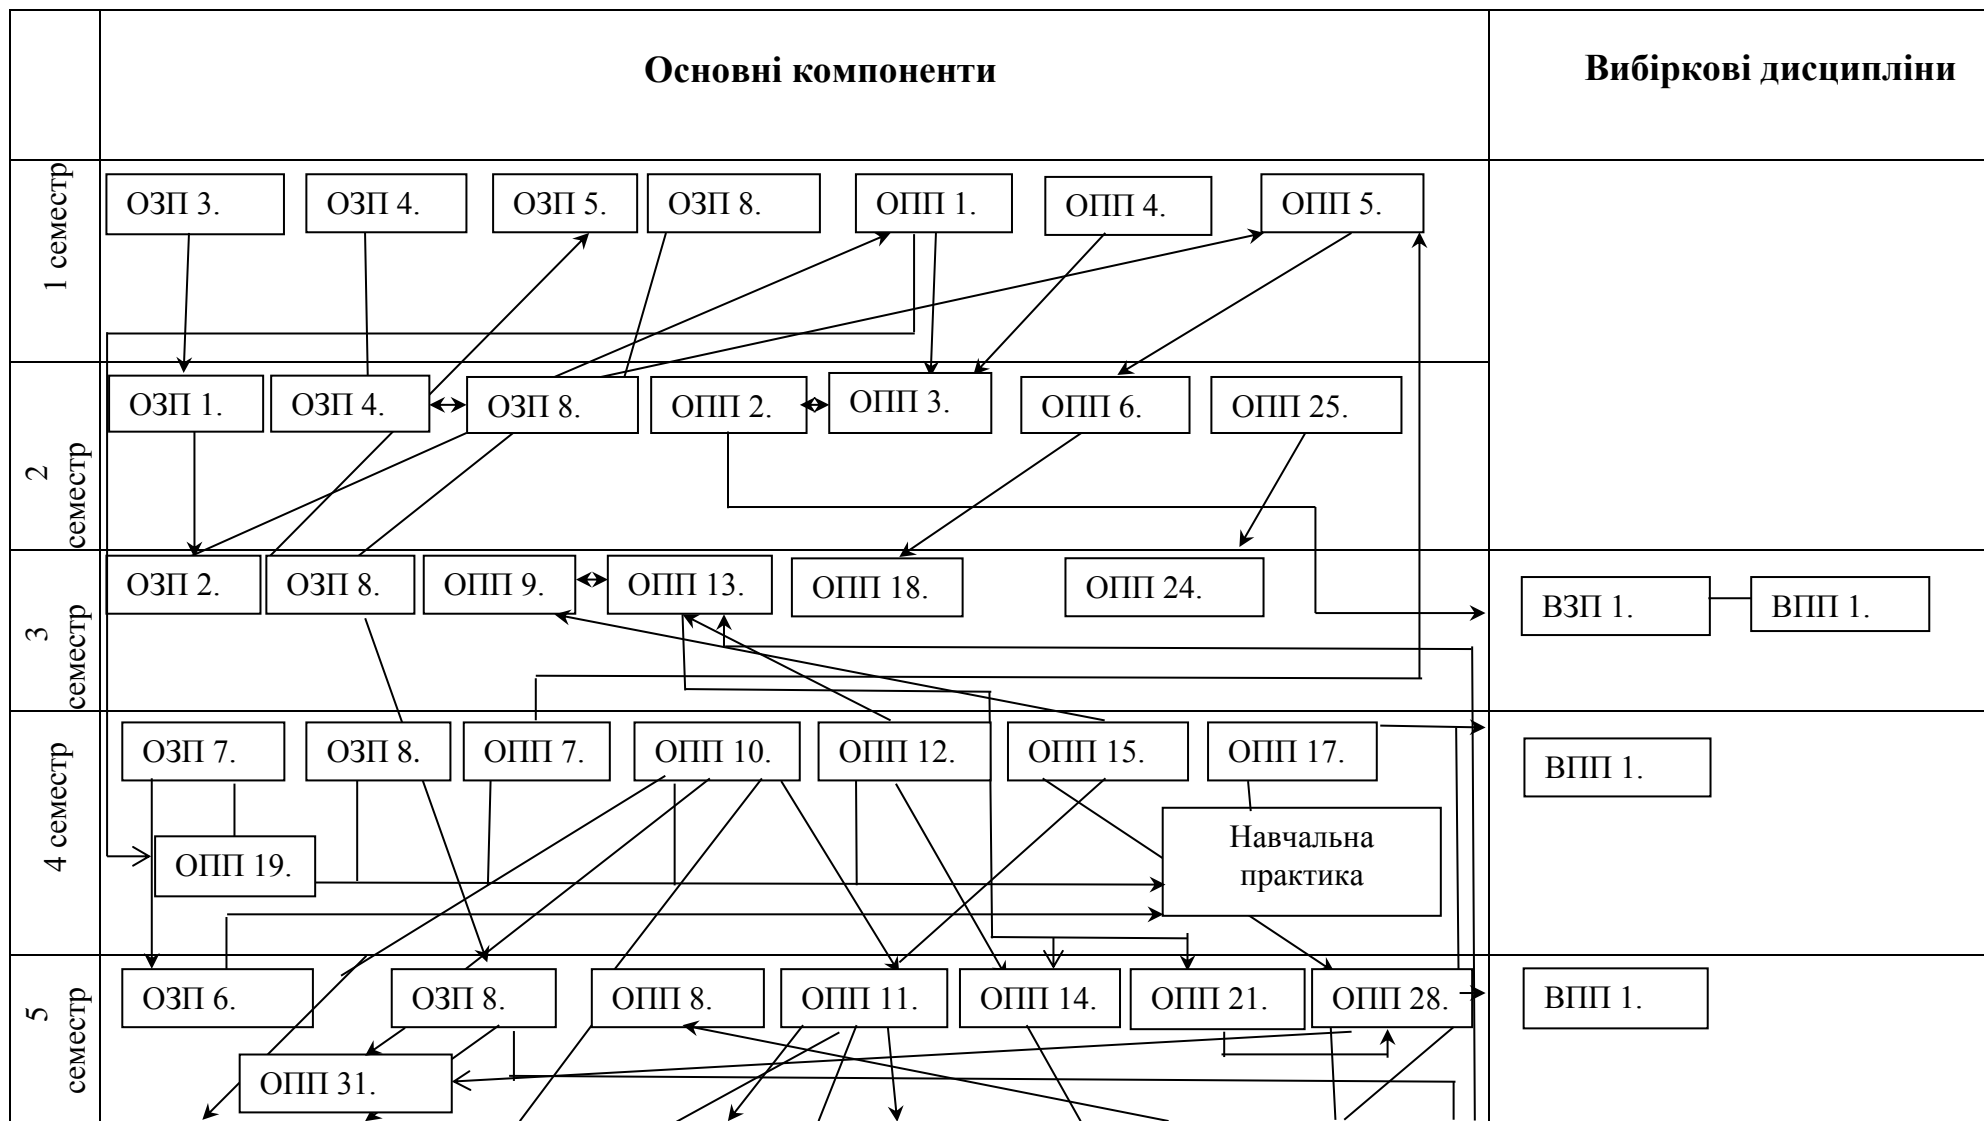 Основні компоненти
Вибіркові дисципліни
1 семестр
ОЗП 3.
ОЗП 4.
ОЗП 5.
ОЗП 8.
ОПП 1.
ОПП 4.
ОПП 5.
2
семестр
ОЗП 1.
ОЗП 4.
ОЗП 8.
ОПП 2.
ОПП 3.
ОПП 6.
ОПП 25.
3
семестр
ОЗП 2.
ОЗП 8.
ОПП 9.
ОПП 13.
ОПП 18.
ОПП 24.
ВЗП 1.
ВПП 1.
4 семестр
ОЗП 7.
ОЗП 8.
ОПП 7.
ОПП 10.
ОПП 12.
ОПП 15.
ОПП 17.
ВПП 1.
ОПП 19.
Навчальна
практика
5
семестр
ОЗП 6.
ОЗП 8.
ОПП 8.
ОПП 11.
ОПП 14.
ОПП 21.
ОПП 28.
ВПП 1.
ОПП 31.